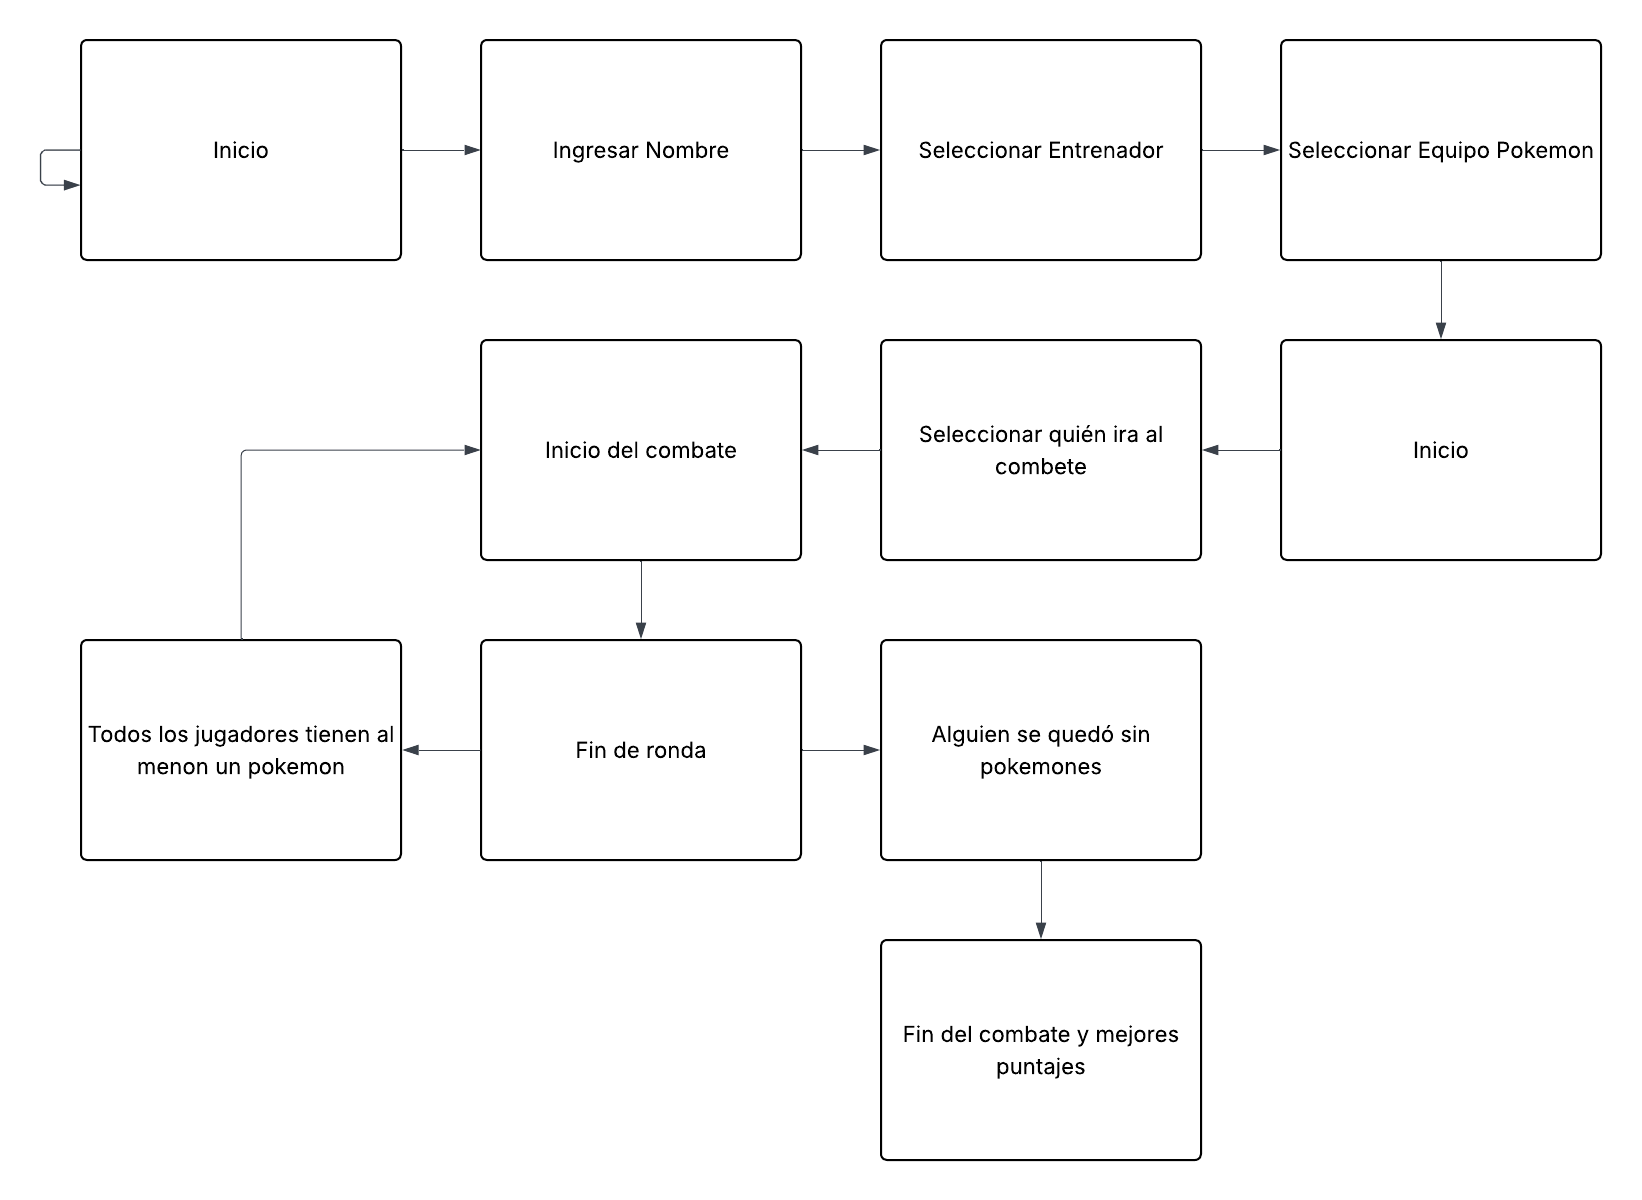 Inicio
Ingresar Nombre
Seleccionar Entrenador
Seleccionar Equipo Pokemon
Inicio del combate
Seleccionar quién ira al
combete
Inicio
Todos los jugadores tienen al
menon un pokemon
Fin de ronda
Alguien se quedó sin
pokemones
Fin del combate y mejores
puntajes